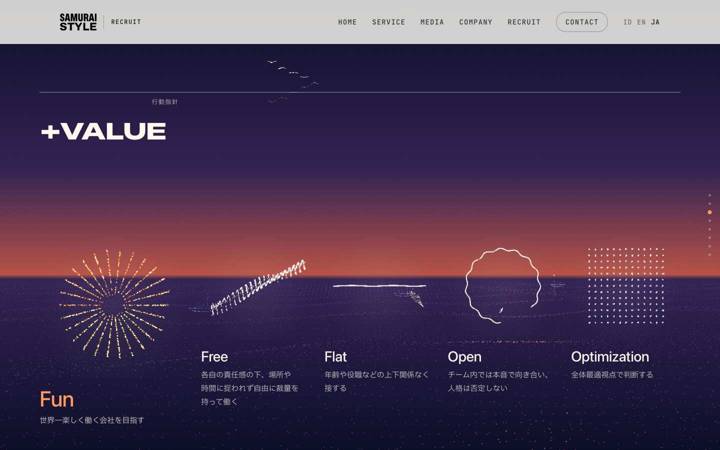 SAMURAI
STYLE
RECRUIT
HOME SERVICE MEDIA COMPANY RECRUIT CONTACT ID EN JA
行動指針
+VALUE
Free
各自の責任感の下、場所や
時間に捉われず自由に裁量を
持って働く
Flat
年齢や役職などの上下関係なく
接する
Open
チーム内では本音で向き合い、
人格は否定しない
Optimization
全体最適視点で判断する
Fun
世界一楽しく働く会社を目指す